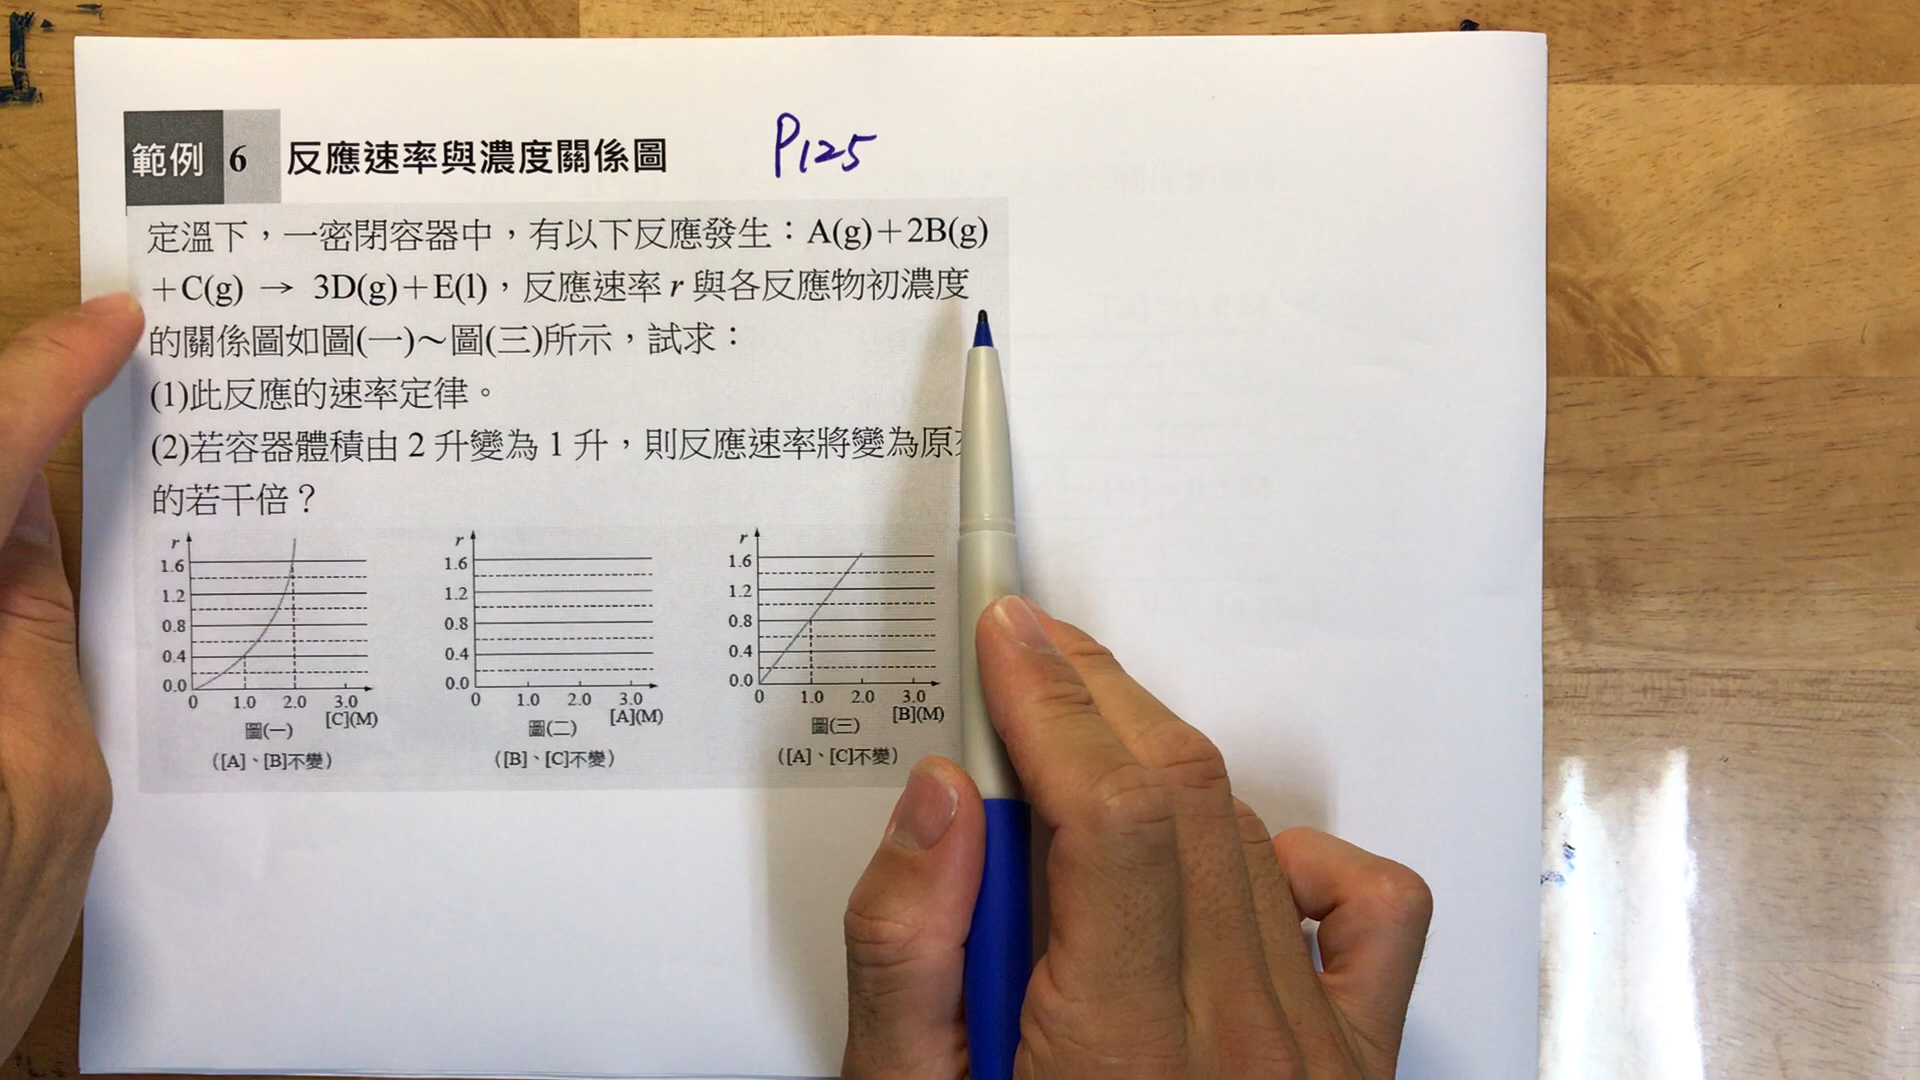 範例 6 反應速率與濃度關係圖 P125
定溫下，一密閉容器中，有以下反應發生：A(g)＋2B(g)
＋C(g) → 3D(g)＋E(l)，反應速率 r 與各反應物初濃度
的關係圖如圖(一)～圖(三)所示，試求：
(1)此反應的速率定律。
(2)若容器體積由 2 升變為 1 升，則反應速率將變為原
的若干倍？
r
1.6
1.2
0.8
0.4
0.0
0 1.0 2.0 3.0
[C](M)
圖(一)
([A]、[B]不變)
r
1.6
1.2
0.8
0.4
0.0
0 1.0 2.0 3.0
[A](M)
圖(二)
([B]、[C]不變)
r
1.6
1.2
0.8
0.4
0.0
0 1.0 2.0 3.0
[B](M)
圖(三)
([A]、[C]不變)